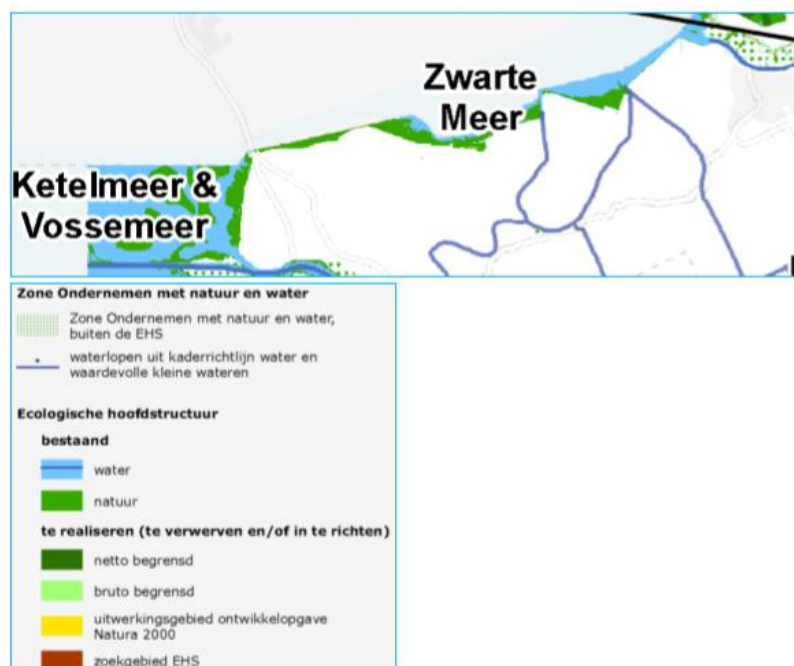 Zwarte
Meer
Ketelmeer &
Vossemeer
Zone Ondernemen met natuur en water
Zone Ondernemen met natuur en water,
buiten de EHS
waterlopen uit kaderrichtlijn water en
waardevolle kleine wateren
Ecologische hoofdstructuur
bestaand
water
natuur
te realiseren (te verwerven en/of in te richten)
netto begrensd
bruto begrensd
uitwerkingsgebied ontwikkelopgave
Natura 2000
zoekgebied EHS